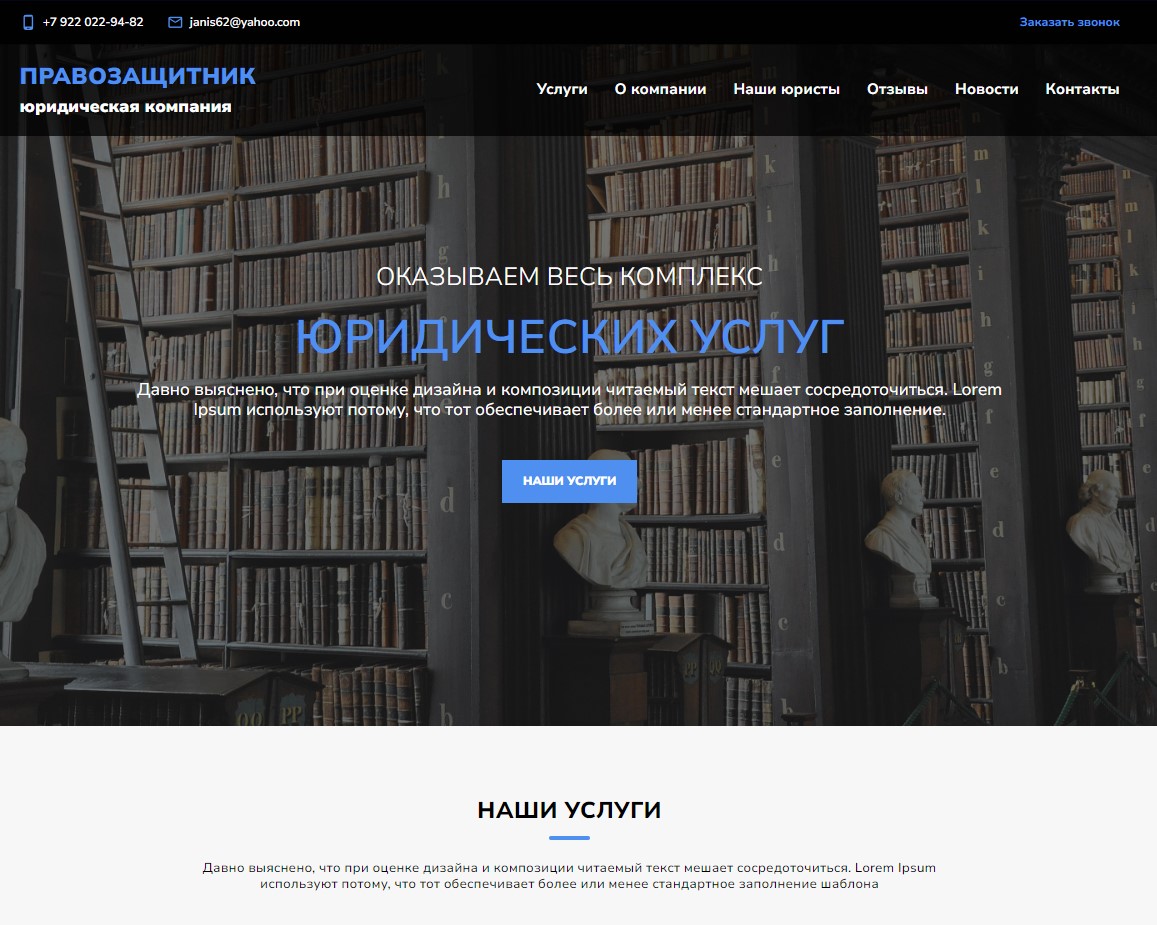 +7 922 022-94-82 janis62@yahoo.com Заказать звонок
ПРАВОЗАЩИТНИК
юридическая компания
Услуги О компании Наши юристы Отзывы Новости Контакты
ОКАЗЫВАЕМ ВЕСЬ КОМПЛЕКС
ЮРИДИЧЕСКИХ УСЛУГ
Давно выяснено, что при оценке дизайна и композиции читаемый текст мешает сосредоточиться. Lorem
Ipsum используют потому, что тот обеспечивает более или менее стандартное заполнение.
НАШИ УСЛУГИ
НАШИ УСЛУГИ
Давно выяснено, что при оценке дизайна и композиции читаемый текст мешает сосредоточиться. Lorem Ipsum
используют потому, что тот обеспечивает более или менее стандартное заполнение шаблона